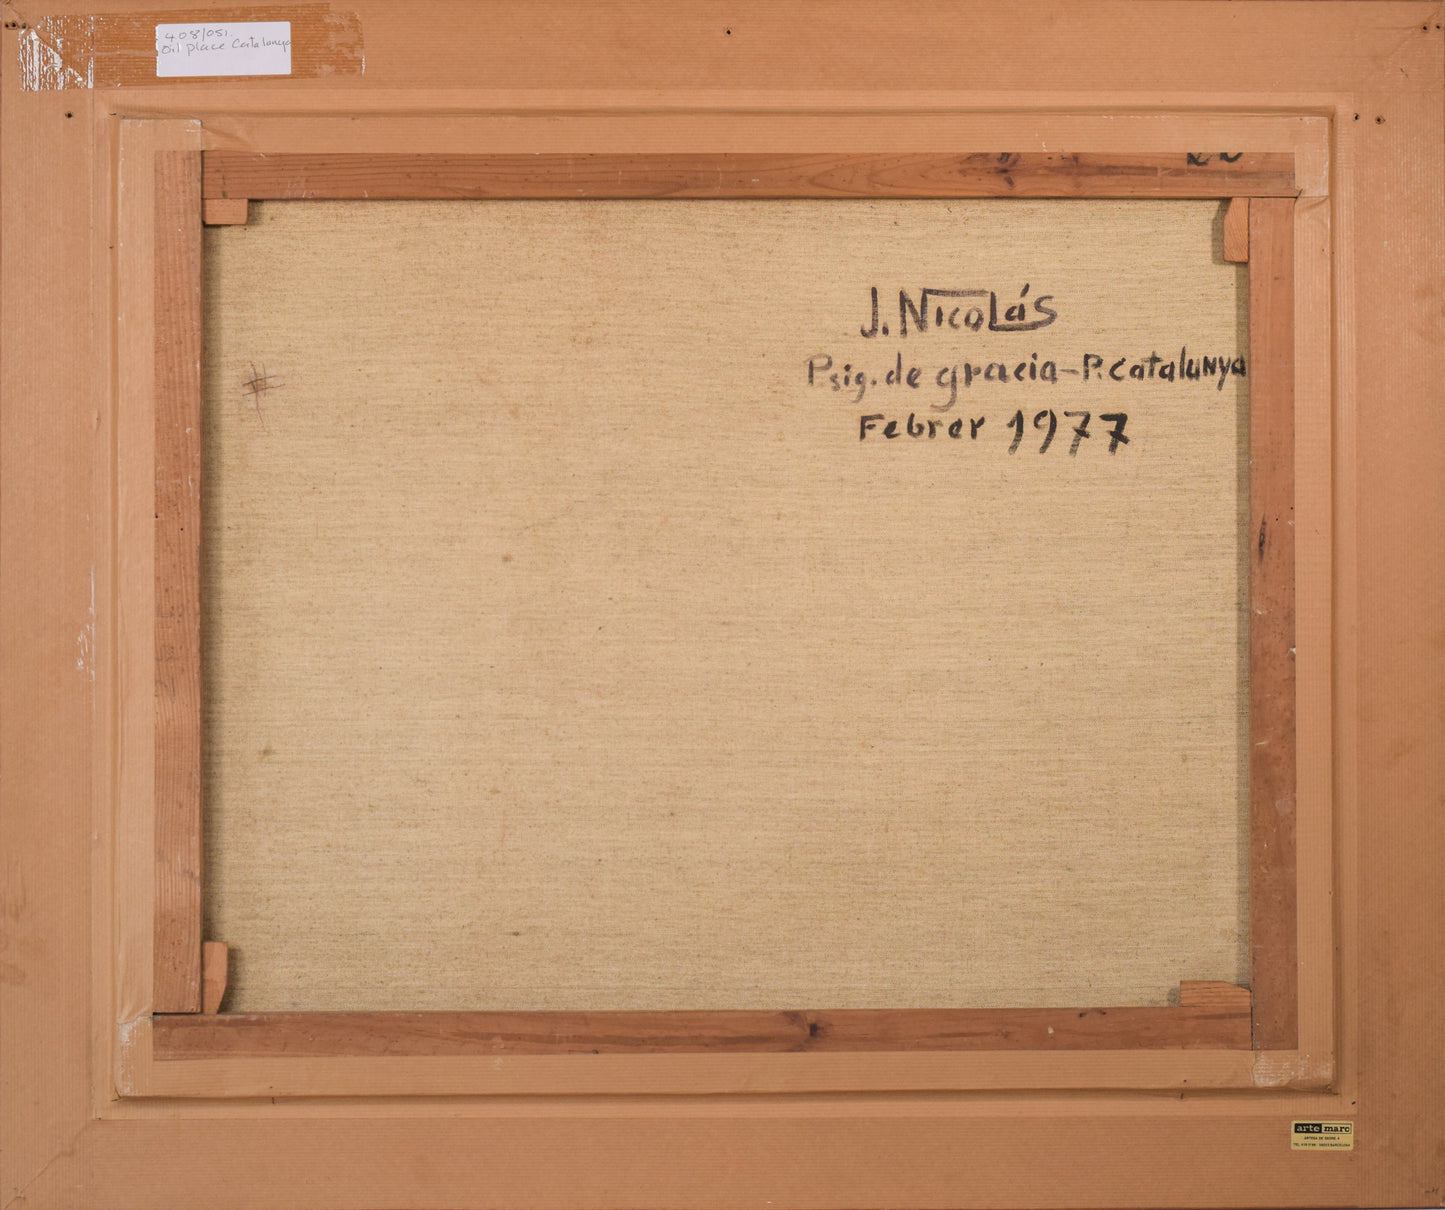 408/051.
Oil place Catalunya
J. Nicolás
Psig. de gracia - P. Catalunya
Febrer 1977
arte marc